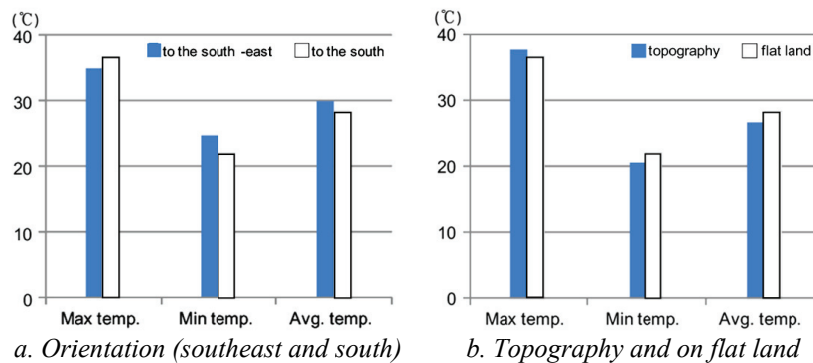 (℃)
40
30
20
10
0
to the south -east
to the south
Max temp.
Min temp.
Avg. temp.
a. Orientation (southeast and south)
(℃)
40
30
20
10
0
topography
flat land
Max temp.
Min temp.
Avg. temp.
b. Topography and on flat land